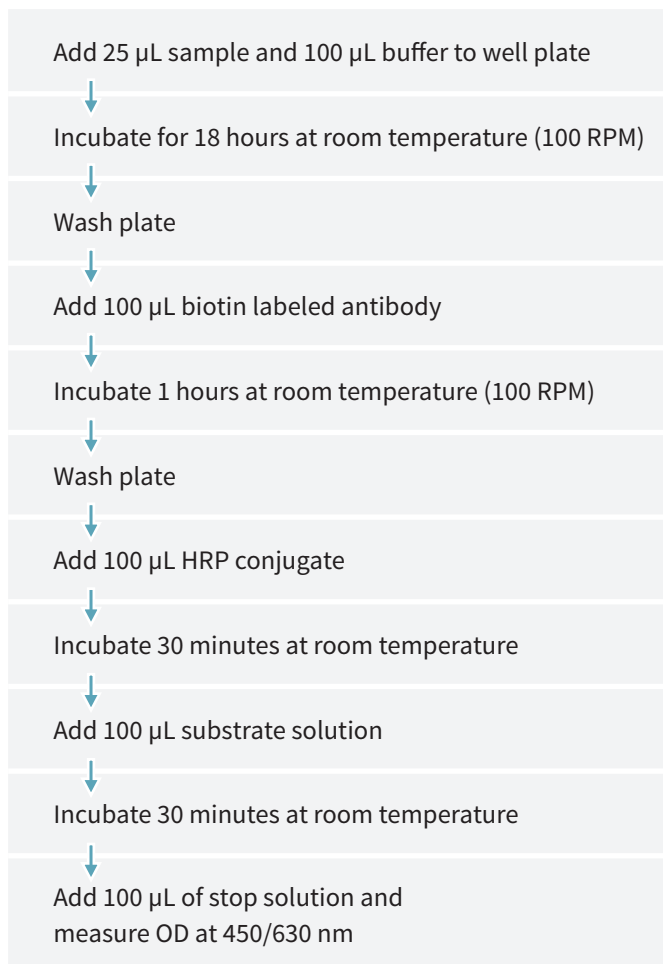 Add 25 µL sample and 100 µL buffer to well plate
Incubate for 18 hours at room temperature (100 RPM)
Wash plate
Add 100 µL biotin labeled antibody
Incubate 1 hours at room temperature (100 RPM)
Wash plate
Add 100 µL HRP conjugate
Incubate 30 minutes at room temperature
Add 100 µL substrate solution
Incubate 30 minutes at room temperature
Add 100 µL of stop solution and
measure OD at 450/630 nm